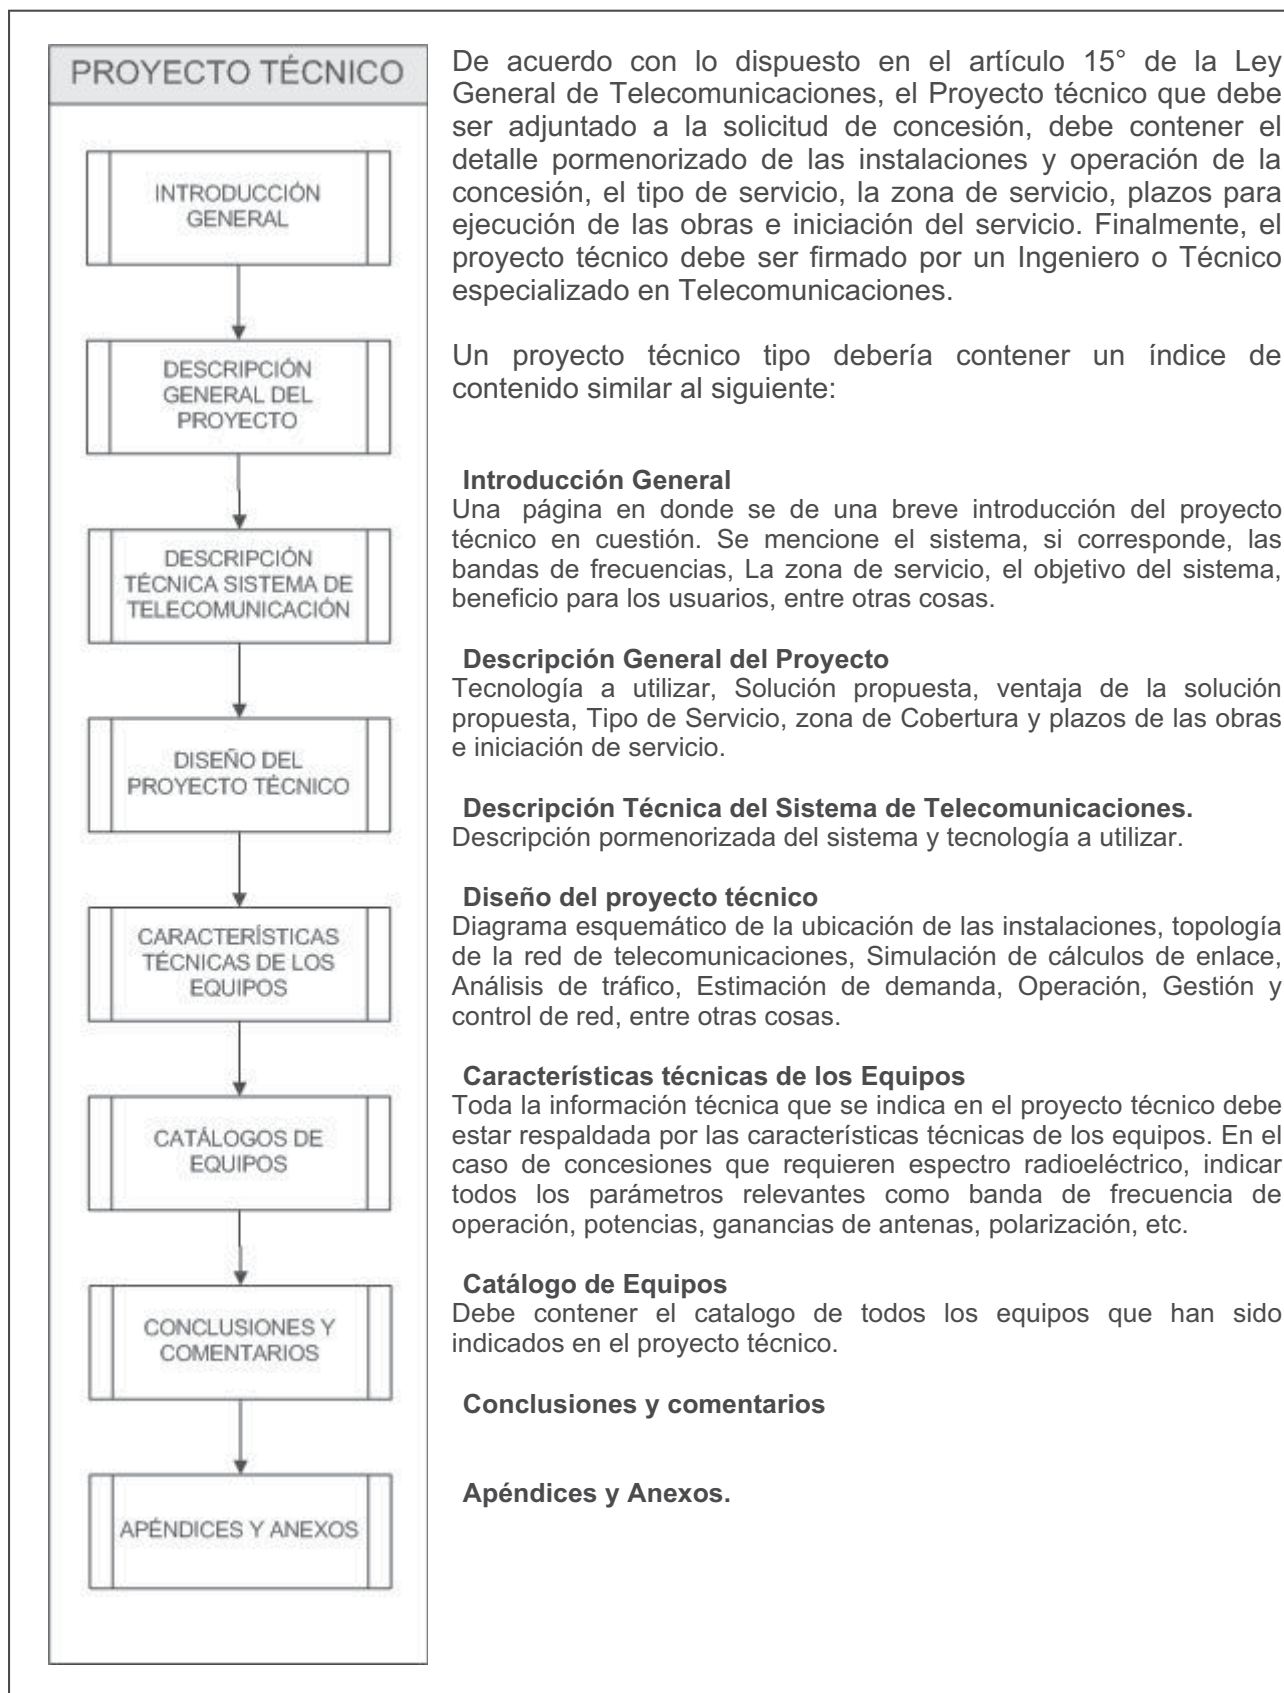 PROYECTO TÉCNICO
INTRODUCCIÓN
GENERAL
DESCRIPCIÓN
GENERAL DEL
PROYECTO
DESCRIPCIÓN
TÉCNICA SISTEMA DE
TELECOMUNICACIÓN
DISEÑO DEL
PROYECTO TÉCNICO
CARACTERÍSTICAS
TÉCNICAS DE LOS
EQUIPOS
CATÁLOGOS DE
EQUIPOS
CONCLUSIONES Y
COMENTARIOS
APÉNDICES Y ANEXOS
De acuerdo con lo dispuesto en el artículo 15° de la Ley
General de Telecomunicaciones, el Proyecto técnico que debe
ser adjuntado a la solicitud de concesión, debe contener el
detalle pormenorizado de las instalaciones y operación de la
concesión, el tipo de servicio, la zona de servicio, plazos para
ejecución de las obras e iniciación del servicio. Finalmente, el
proyecto técnico debe ser firmado por un Ingeniero o Técnico
especializado en Telecomunicaciones.
Un proyecto técnico tipo debería contener un índice de
contenido similar al siguiente:
Introducción General
Una página en donde se de una breve introducción del proyecto
técnico en cuestión. Se mencione el sistema, si corresponde, las
bandas de frecuencias, La zona de servicio, el objetivo del sistema,
beneficio para los usuarios, entre otras cosas.
Descripción General del Proyecto
Tecnología a utilizar, Solución propuesta, ventaja de la solución
propuesta, Tipo de Servicio, zona de Cobertura y plazos de las obras
e iniciación de servicio.
Descripción Técnica del Sistema de Telecomunicaciones.
Descripción pormenorizada del sistema y tecnología a utilizar.
Diseño del proyecto técnico
Diagrama esquemático de la ubicación de las instalaciones, topología
de la red de telecomunicaciones, Simulación de cálculos de enlace,
Análisis de tráfico, Estimación de demanda, Operación, Gestión y
control de red, entre otras cosas.
Características técnicas de los Equipos
Toda la información técnica que se indica en el proyecto técnico debe
estar respaldada por las características técnicas de los equipos. En el
caso de concesiones que requieren espectro radioeléctrico, indicar
todos los parámetros relevantes como banda de frecuencia de
operación, potencias, ganancias de antenas, polarización, etc.
Catálogo de Equipos
Debe contener el catalogo de todos los equipos que han sido
indicados en el proyecto técnico.
Conclusiones y comentarios
Apéndices y Anexos.